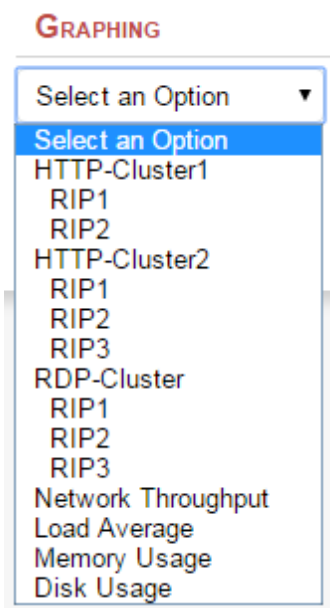 GRAPHING
Select an Option
Select an Option
HTTP-Cluster1
RIP1
RIP2
HTTP-Cluster2
RIP1
RIP2
RIP3
RDP-Cluster
RIP1
RIP2
RIP3
Network Throughput
Load Average
Memory Usage
Disk Usage